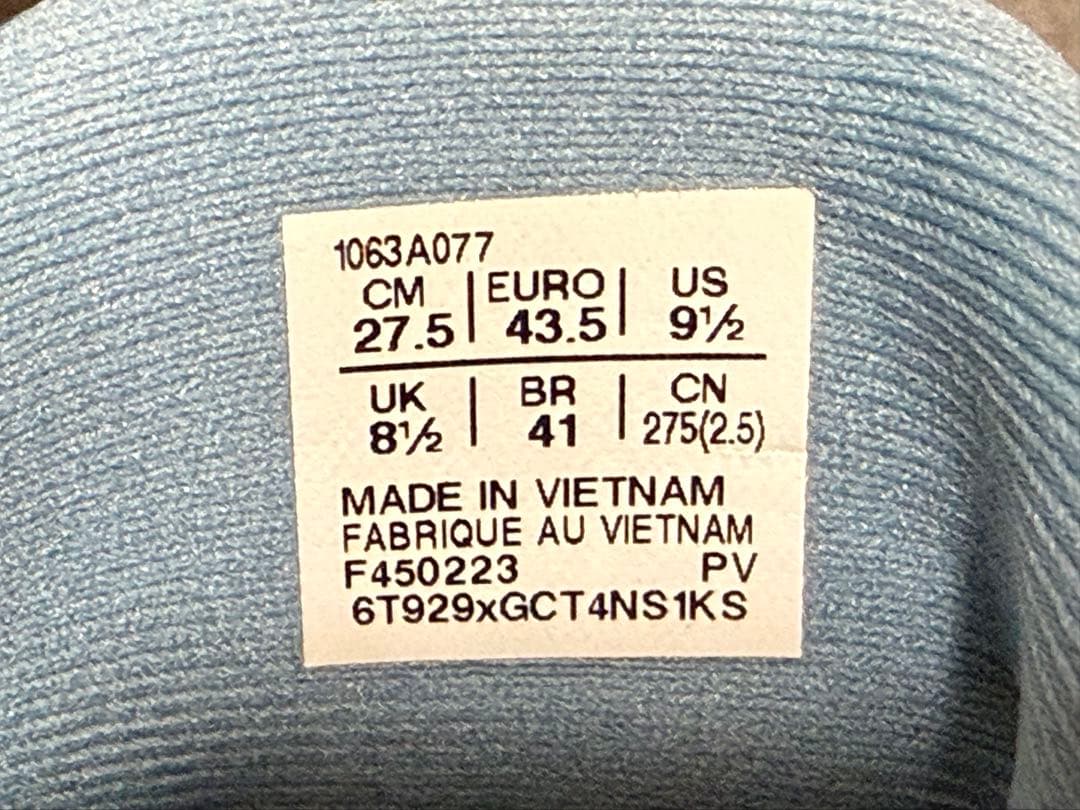 1063A077
CM | EURO | US
27.5 | 43.5 | 9½
UK | BR | CN
8½ | 41 | 275(2.5)
MADE IN VIETNAM
FABRIQUE AU VIETNAM
F450223 PV
6T929xGCT4NS1KS